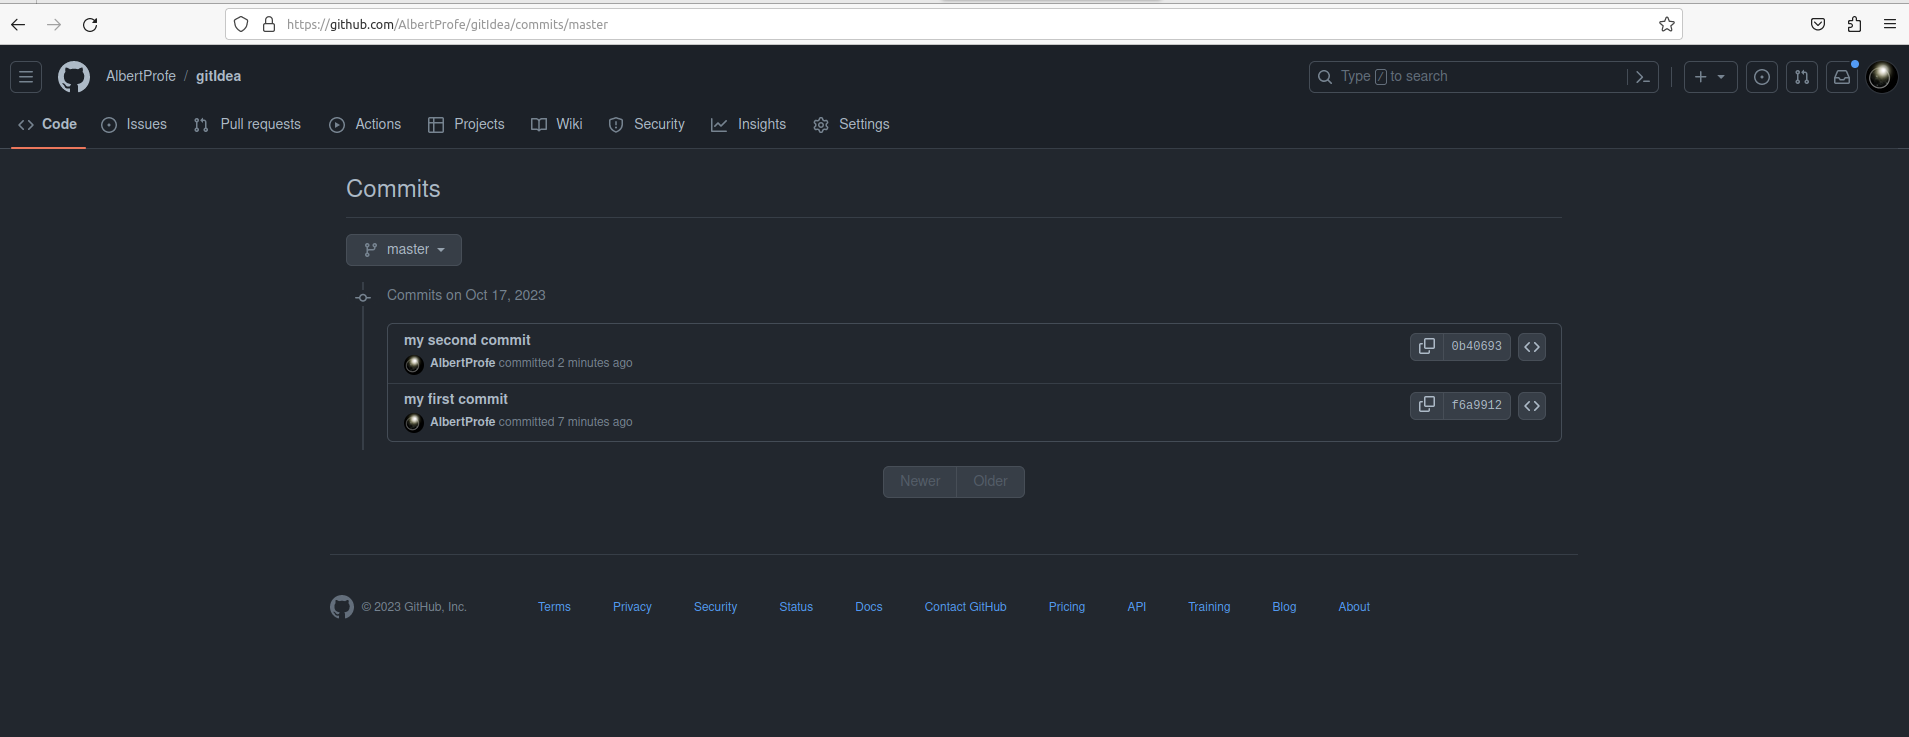 https://github.com/AlbertProfe/gitIdea/commits/master
AlbertProfe / gitIdea
Type / to search
Code Issues Pull requests Actions Projects Wiki Security Insights Settings
Commits
master
Commits on Oct 17, 2023
my second commit
0b40693
AlbertProfe committed 2 minutes ago
my first commit
f6a9912
AlbertProfe committed 7 minutes ago
Newer Older
© 2023 GitHub, Inc. Terms Privacy Security Status Docs Contact GitHub Pricing API Training Blog About